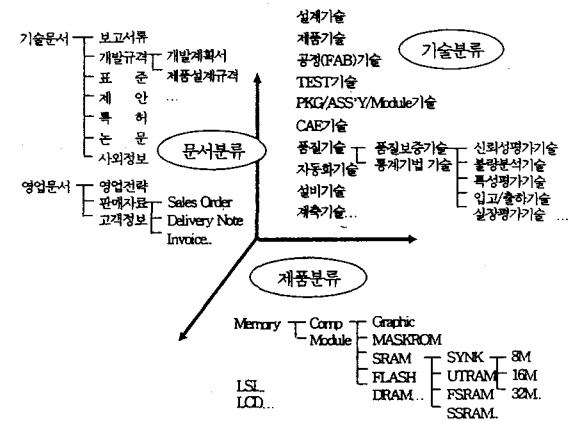 기술문서 보고서류
개발규격 개발계획서
제품설계규격
표 준
제 안 ...
특 허
논 문
사외정보
문서분류
영업문서 영업전략
판매자료 Sales Order
고객정보 Delivery Note
Invoice..
설계기술
제품기술
공정(FAB)기술
TEST기술
PKG/ASS'Y/Module기술
CAE기술
품질기술 품질보증기술 신뢰성평가기술
자동화기술 통계기법 기술 불량분석기술
특성평가기술
설비기술 입고/출하기술
계측기술... 실장평가기술 ...
기술분류
제품분류
Memory Comp Graphic
Module MASKROM
SRAM SYNK 8M
FLASH UTRAM 16M
DRAM... FSRAM 32M..
SSRAM..
LSI..
LCD...